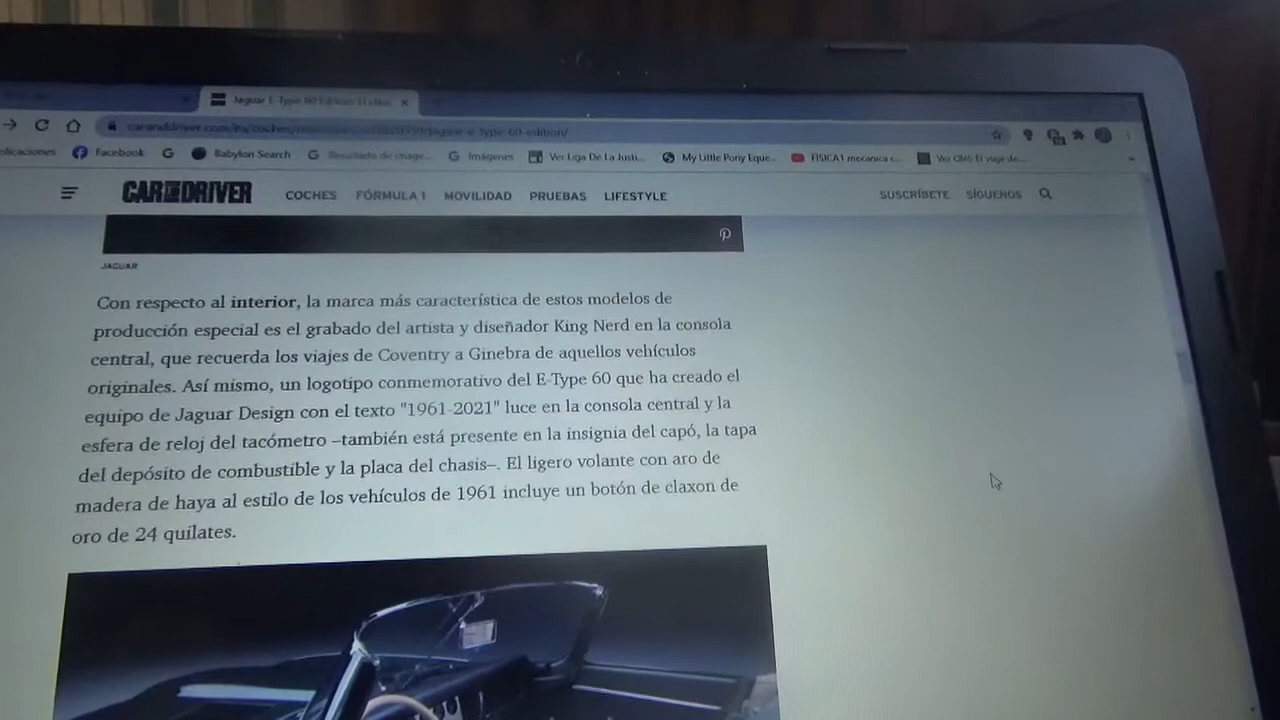 Jaguar E-Type 60 Edition: El
caranddriver.com/es/coches/
/jaguar-e-type-60-edition/
plicaciones Facebook Babylon Search Resultado de image... Imágenes Ver Liga De La Justi... My Little Pony Eque... FISICA1 mecanica c... Ver El viaje de...
CAR AND DRIVER COCHES FÓRMULA 1 MOVILIDAD PRUEBAS LIFESTYLE SUSCRÍBETE SÍGUENOS
JAGUAR
Con respecto al interior, la marca más característica de estos modelos de
producción especial es el grabado del artista y diseñador King Nerd en la consola
central, que recuerda los viajes de Coventry a Ginebra de aquellos vehículos
originales. Así mismo, un logotipo conmemorativo del E-Type 60 que ha creado el
equipo de Jaguar Design con el texto "1961-2021" luce en la consola central y la
esfera de reloj del tacómetro –también está presente en la insignia del capó, la tapa
del depósito de combustible y la placa del chasis–. El ligero volante con aro de
madera de haya al estilo de los vehículos de 1961 incluye un botón de claxon de
oro de 24 quilates.